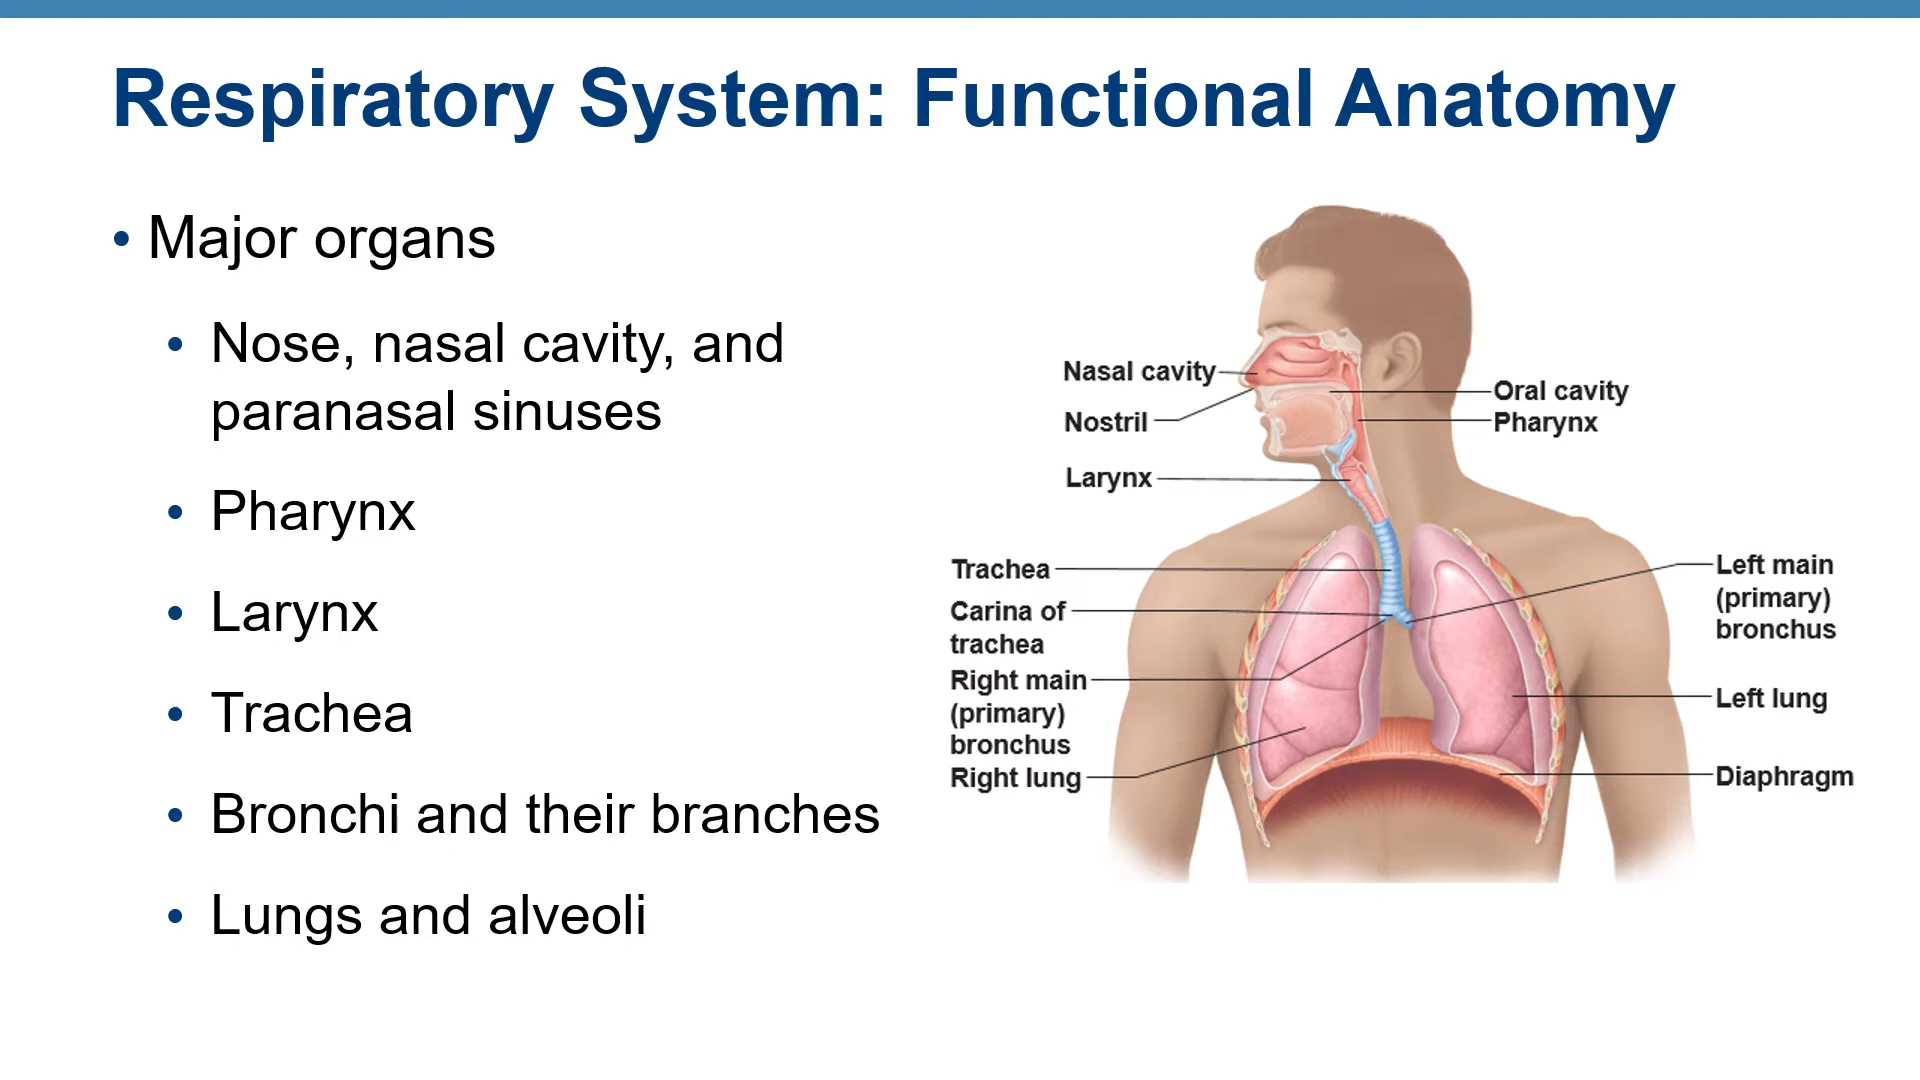 Respiratory System: Functional Anatomy
• Major organs
• Nose, nasal cavity, and
paranasal sinuses
• Pharynx
• Larynx
• Trachea
• Bronchi and their branches
• Lungs and alveoli
Nasal cavity
Nostril
Larynx
Trachea
Carina of
trachea
Right main
(primary)
bronchus
Right lung
Oral cavity
Pharynx
Left main
(primary)
bronchus
Left lung
Diaphragm